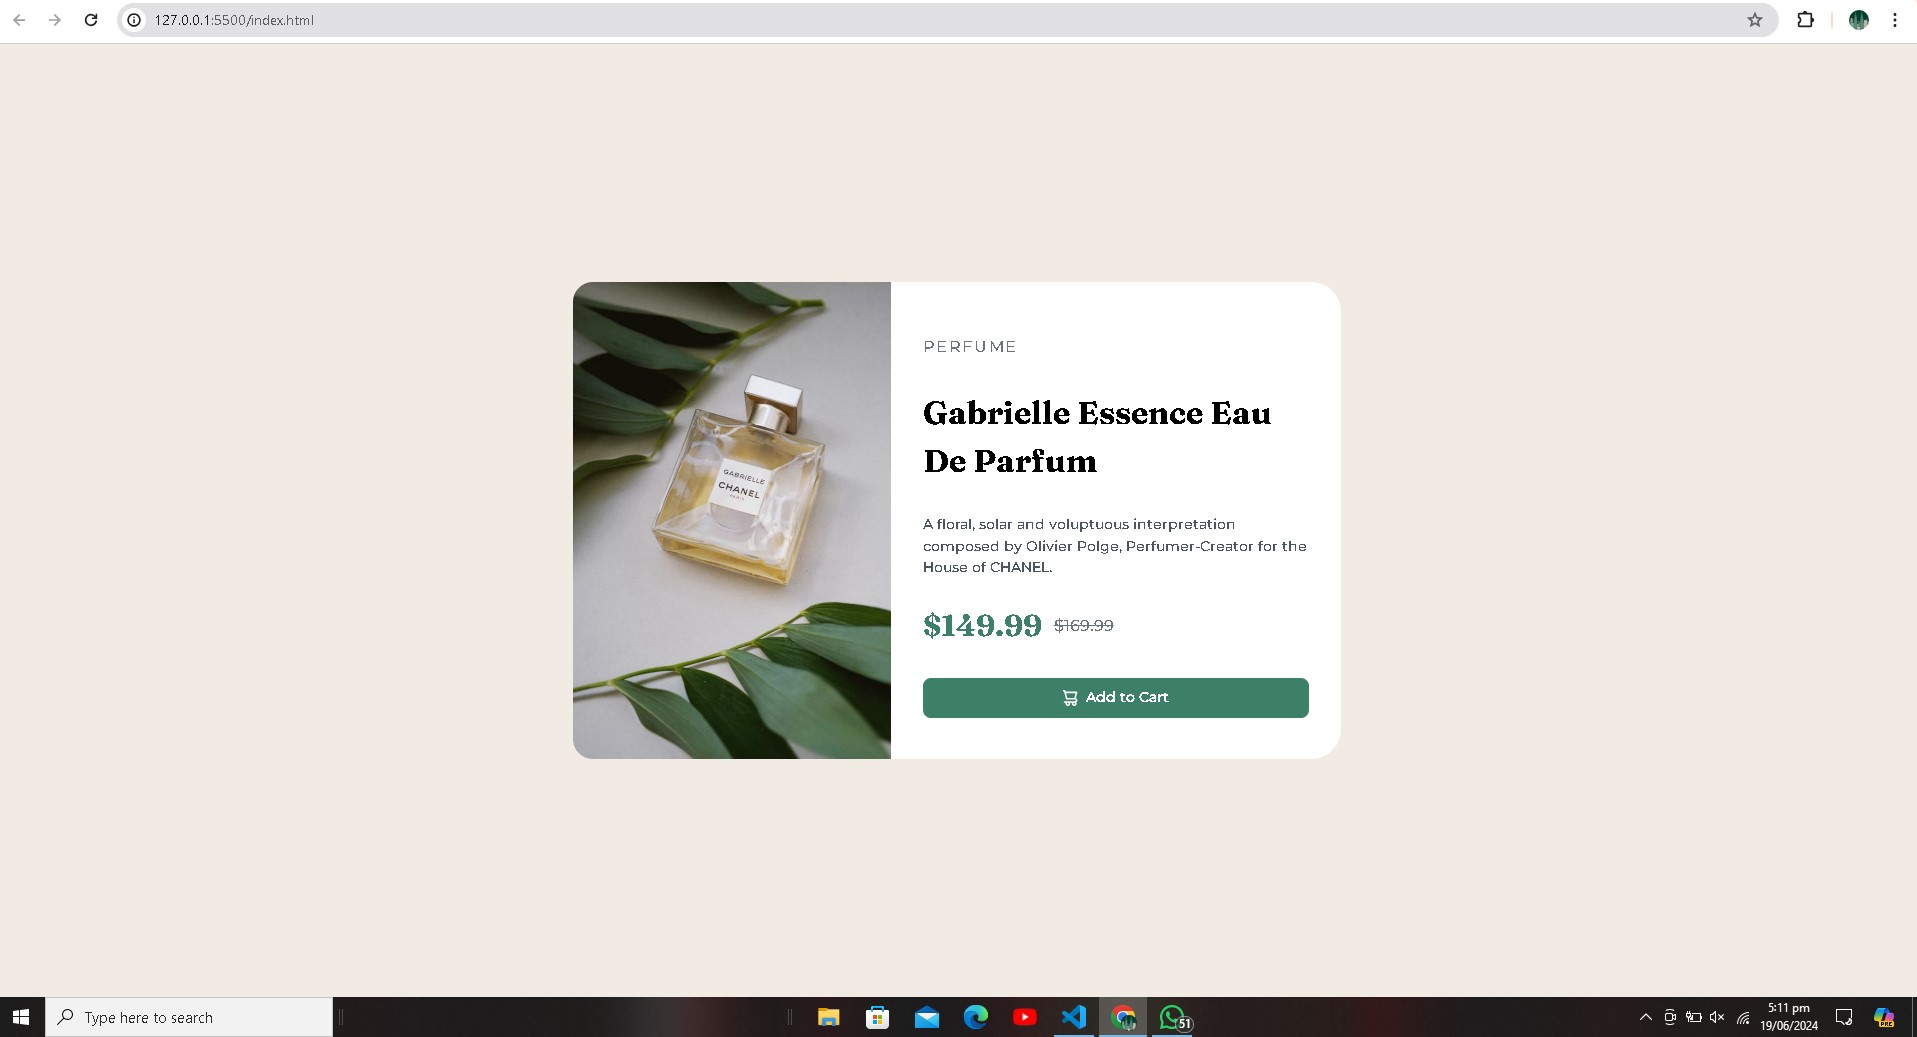 127.0.0.1:5500/index.html
GABRIELLE
CHANEL
PARIS
PERFUME
Gabrielle Essence Eau
De Parfum
A floral, solar and voluptuous interpretation
composed by Olivier Polge, Perfumer-Creator for the
House of CHANEL.
$149.99 $169.99
Add to Cart
Type here to search
51
5:11 pm
19/06/2024
PRE